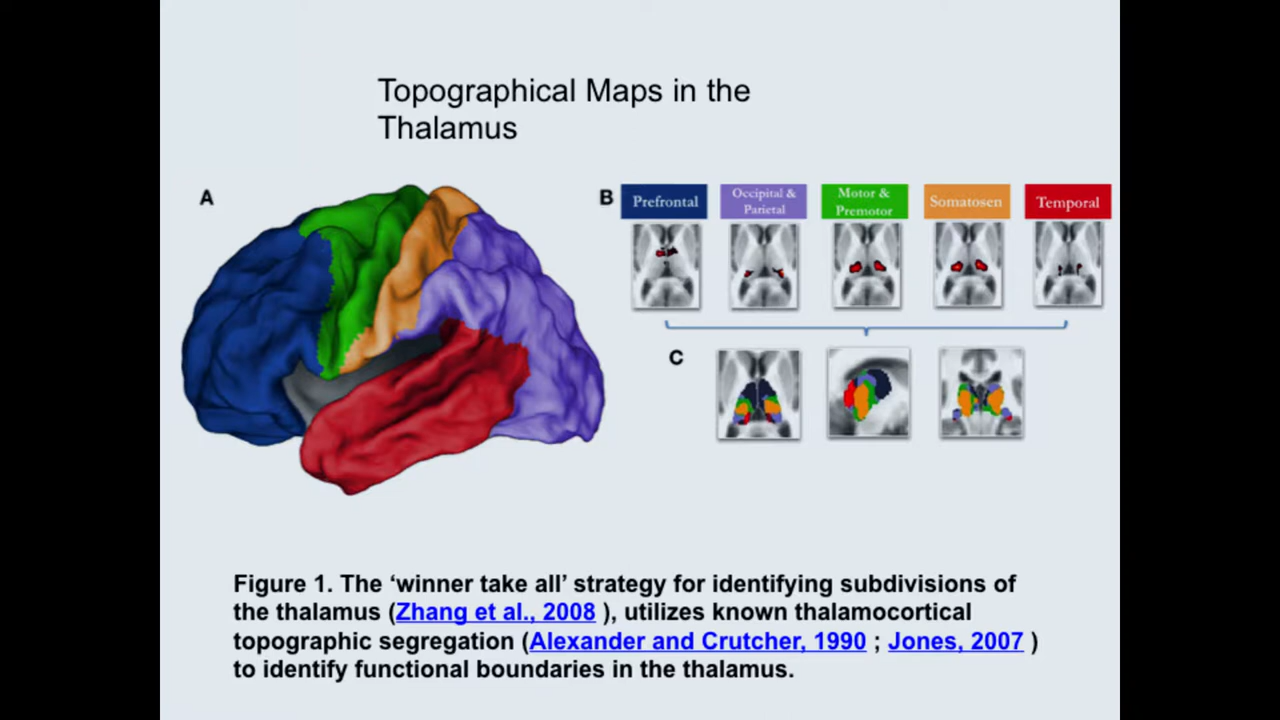 Topographical Maps in the
Thalamus
A
B
Prefrontal
Occipital &
Parietal
Motor &
Premotor
Somatosen
Temporal
C
Figure 1. The ‘winner take all’ strategy for identifying subdivisions of
the thalamus (Zhang et al., 2008 ), utilizes known thalamocortical
topographic segregation (Alexander and Crutcher, 1990 ; Jones, 2007 )
to identify functional boundaries in the thalamus.